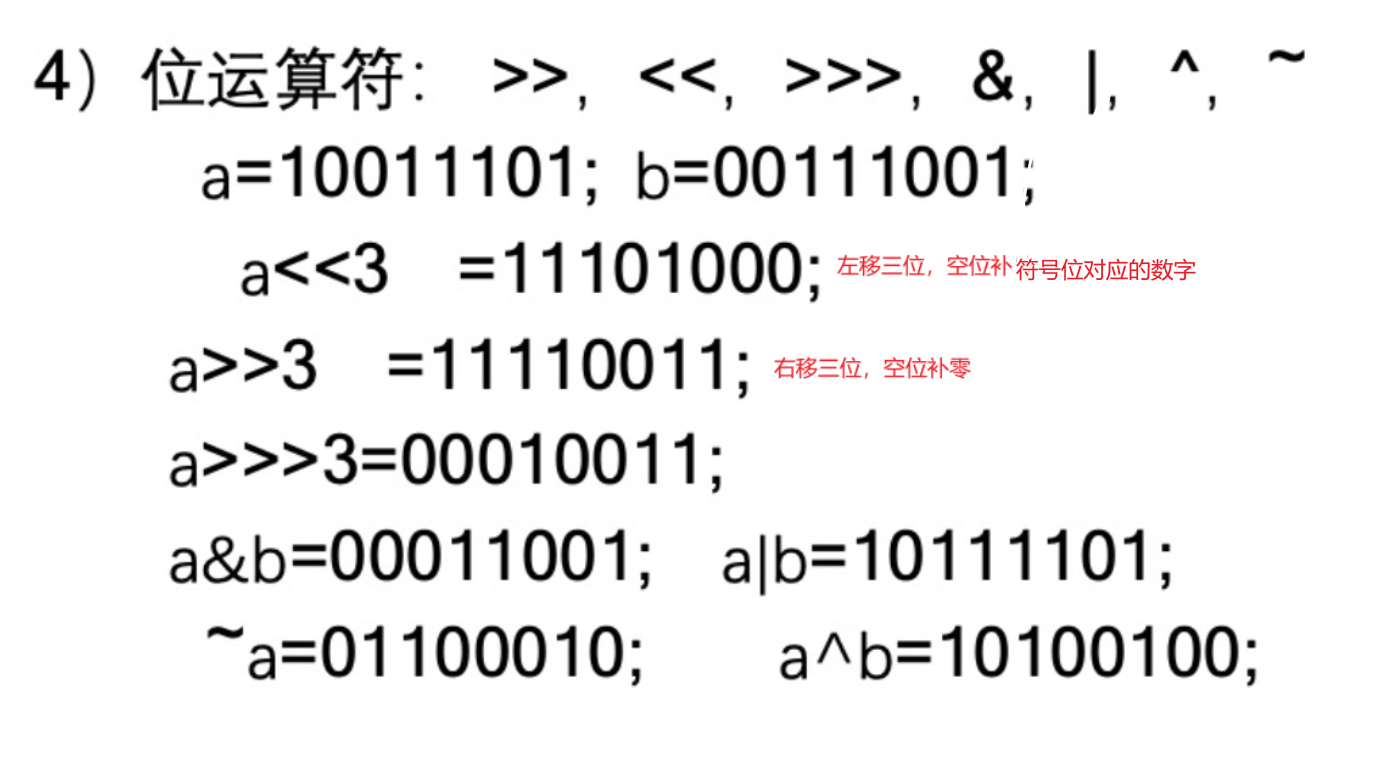 4）位运算符： >>, <<, >>>, &, |, ^, ~
a=10011101; b=00111001;
a<<3 =11101000; 左移三位，空位补 符号位对应的数字
a>>3 =11110011; 右移三位，空位补零
a>>>3=00010011;
a&b=00011001; a|b=10111101;
~a=01100010; a^b=10100100;